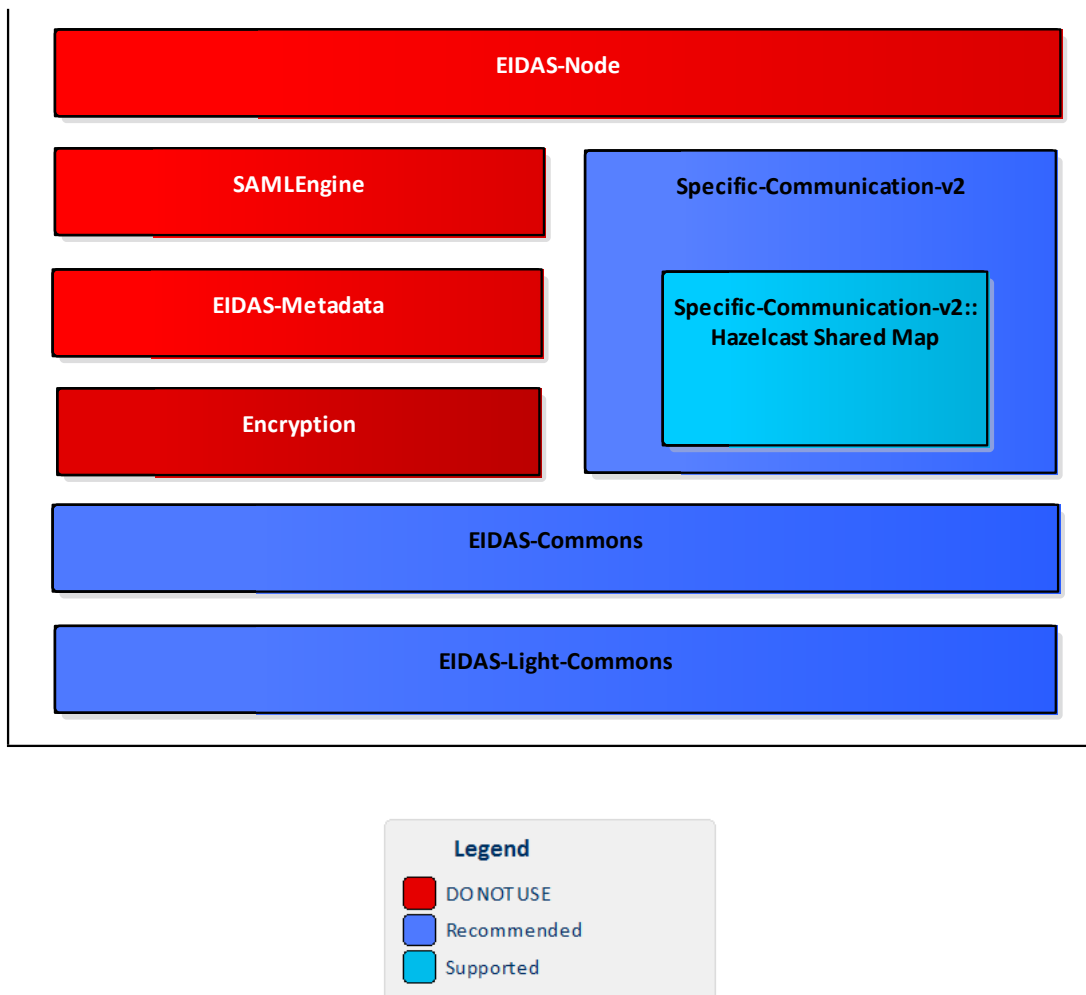 EIDAS-Node
SAMLEngine
Specific-Communication-v2
EIDAS-Metadata
Specific-Communication-v2::
Hazelcast Shared Map
Encryption
EIDAS-Commons
EIDAS-Light-Commons
Legend
DO NOT USE
Recommended
Supported